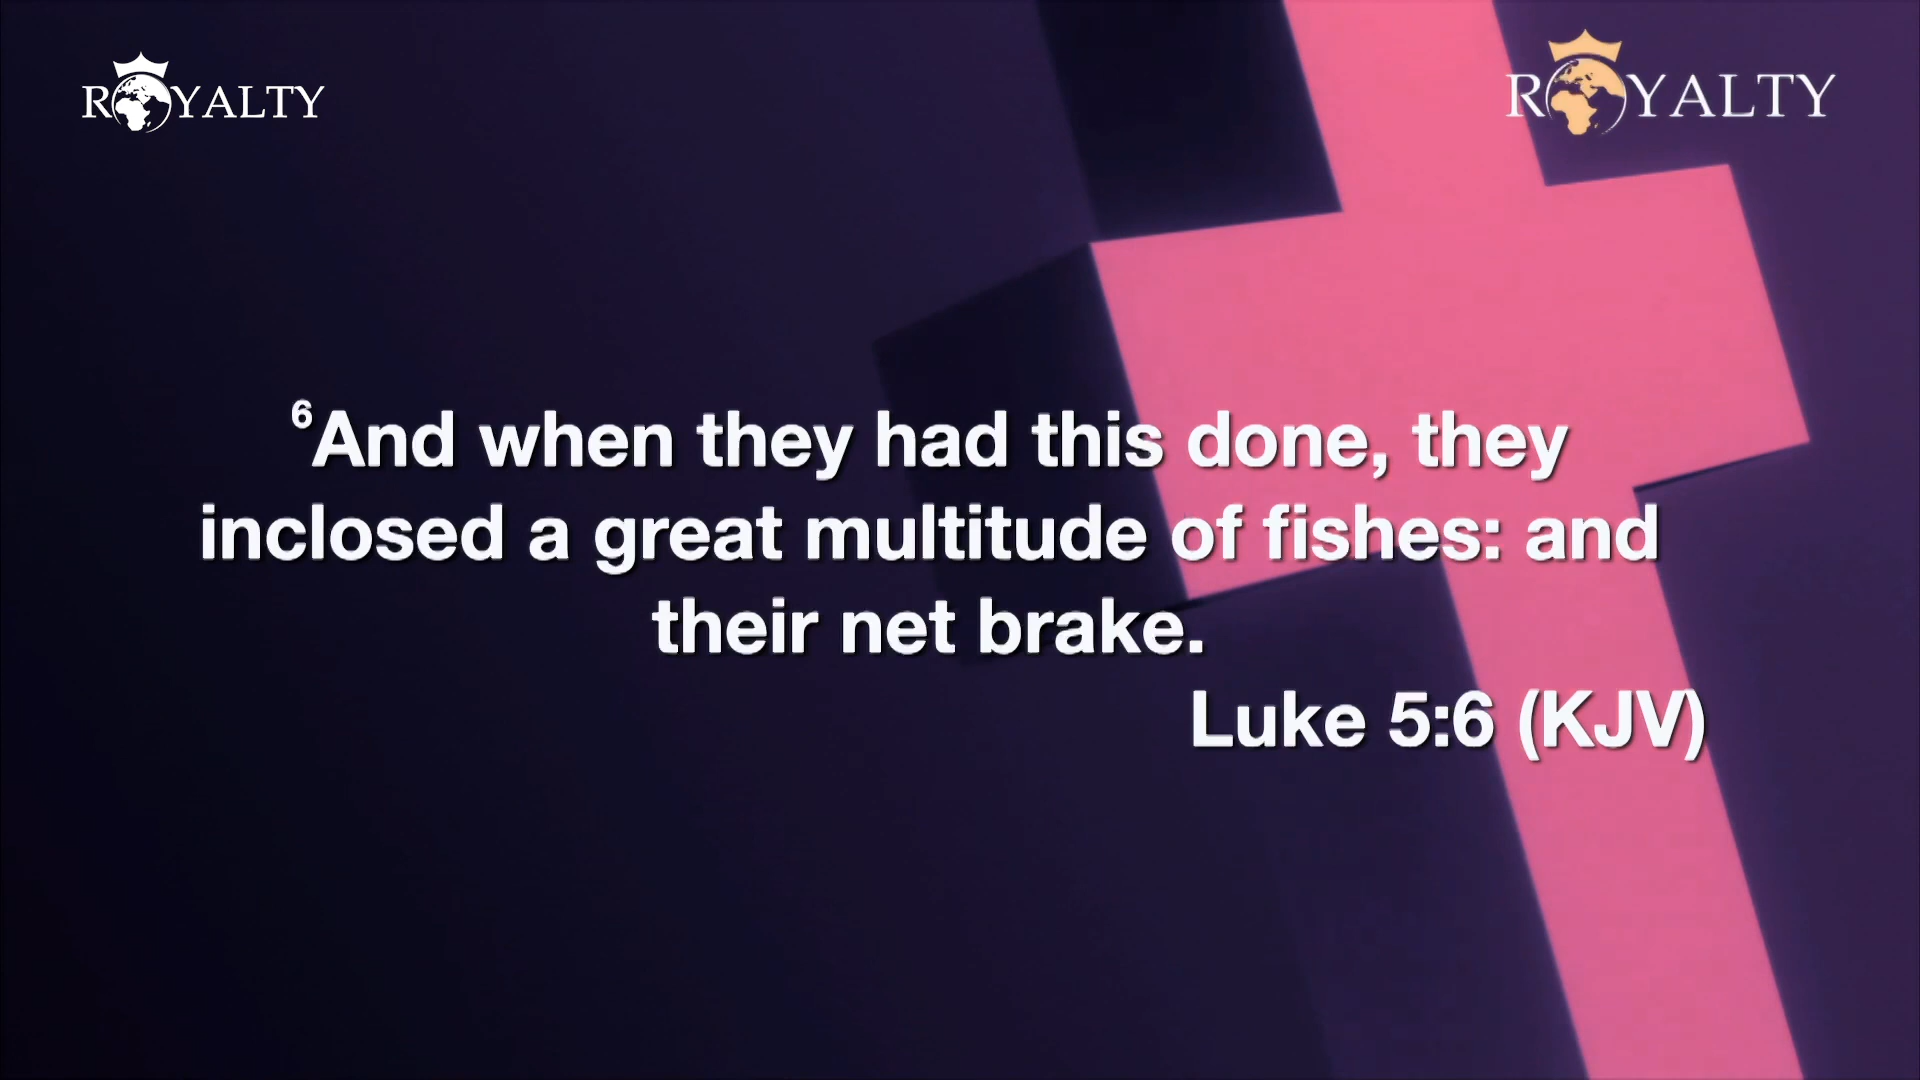 ROYALTY
ROYALTY
⁶And when they had this done, they
inclosed a great multitude of fishes: and
their net brake.
Luke 5:6 (KJV)